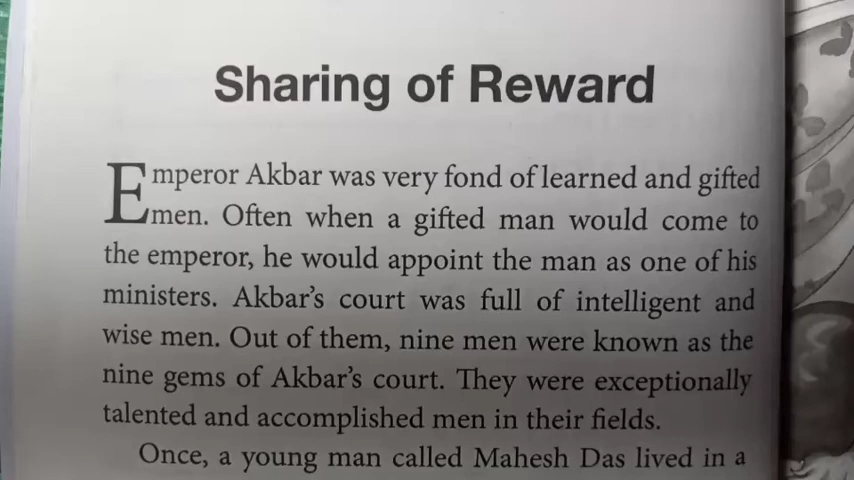 Sharing of Reward
Emperor Akbar was very fond of learned and gifted
men. Often when a gifted man would come to
the emperor, he would appoint the man as one of his
ministers. Akbar's court was full of intelligent and
wise men. Out of them, nine men were known as the
nine gems of Akbar's court. They were exceptionally
talented and accomplished men in their fields.
Once, a young man called Mahesh Das lived in a